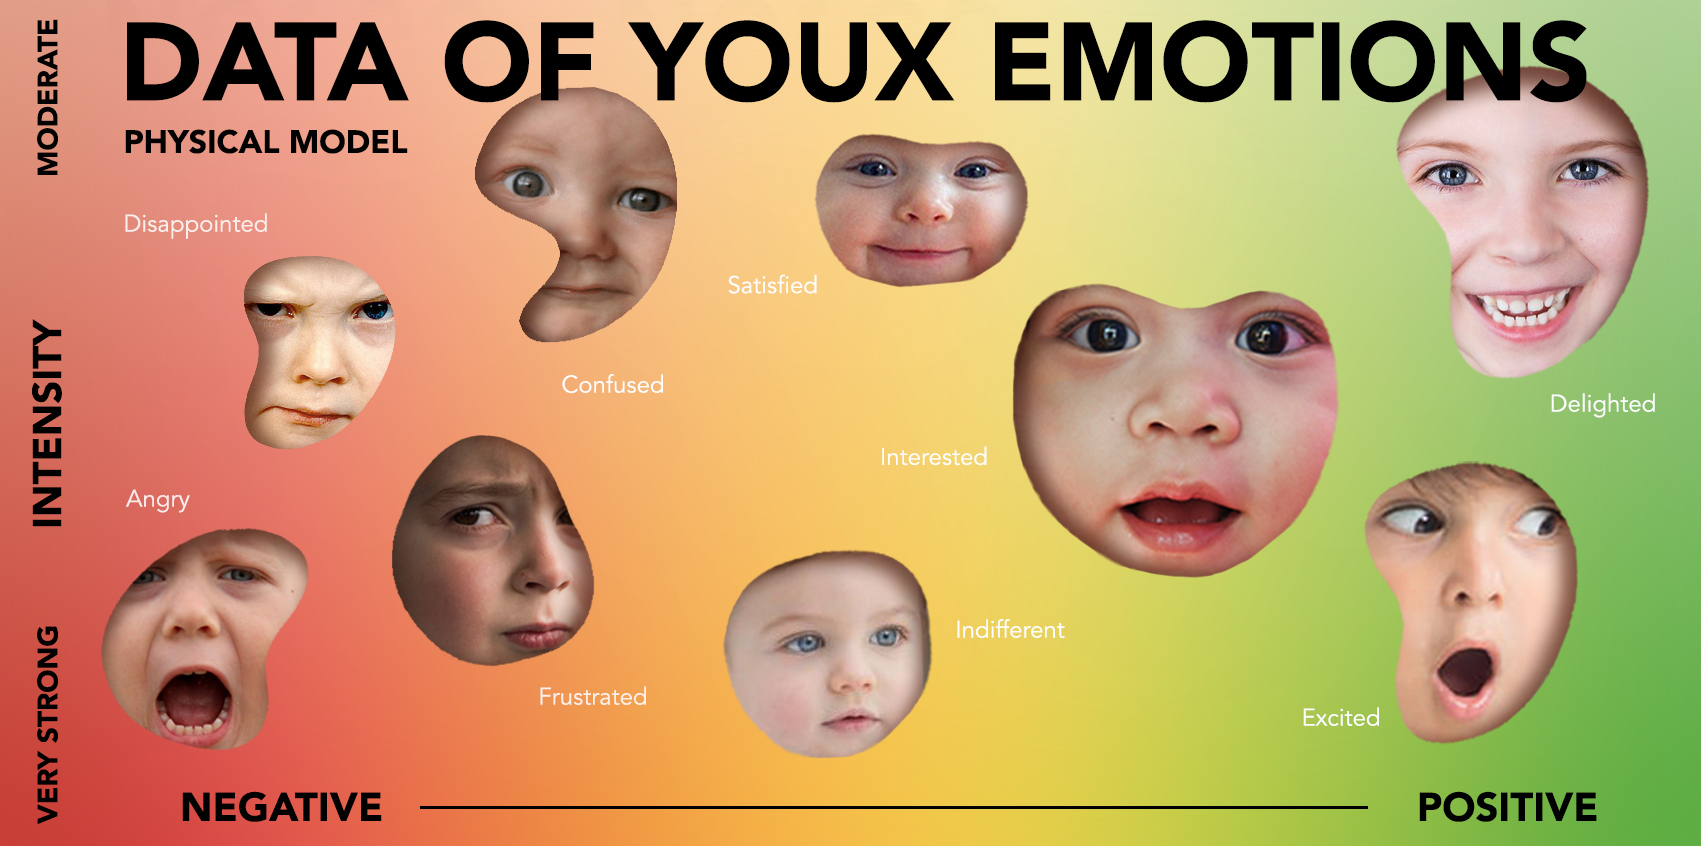 DATA OF YOUX EMOTIONS
PHYSICAL MODEL
MODERATE
INTENSITY
VERY STRONG
Disappointed
Satisfied
Confused
Delighted
Interested
Angry
Indifferent
Frustrated
Excited
NEGATIVE
POSITIVE